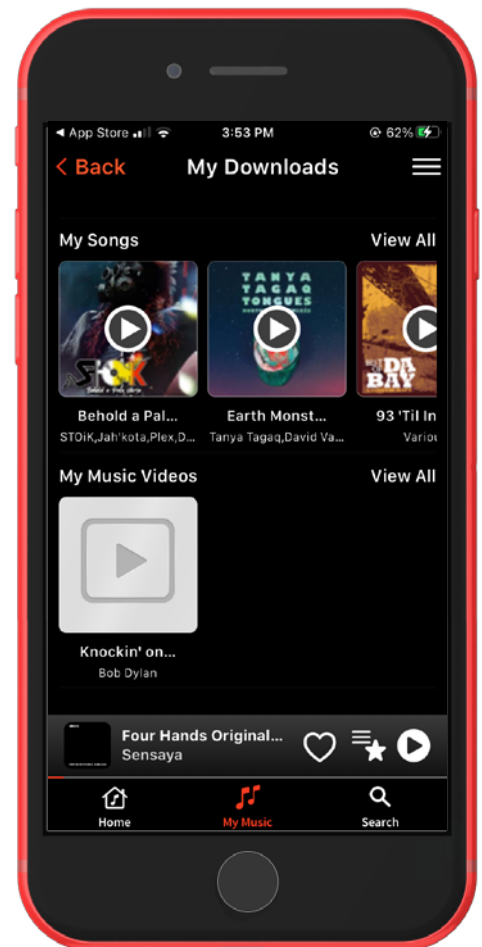 ◀ App Store 3:53 PM 62%
< Back My Downloads
My Songs View All
TANYA
TAGAQ
TONGUES
STOiK
DA
BAY
Behold a Pal... Earth Monst... 93 'Til In
STOiK,Jah'kota,Plex,D... Tanya Tagaq,David Va... Variou
My Music Videos View All
Knockin' on...
Bob Dylan
Four Hands Original...
Sensaya
Home My Music Search